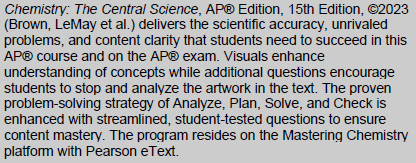 Chemistry: The Central Science, AP® Edition, 15th Edition, ©2023
(Brown, LeMay et al.) delivers the scientific accuracy, unrivaled
problems, and content clarity that students need to succeed in this
AP® course and on the AP® exam. Visuals enhance
understanding of concepts while additional questions encourage
students to stop and analyze the artwork in the text. The proven
problem-solving strategy of Analyze, Plan, Solve, and Check is
enhanced with streamlined, student-tested questions to ensure
content mastery. The program resides on the Mastering Chemistry
platform with Pearson eText.